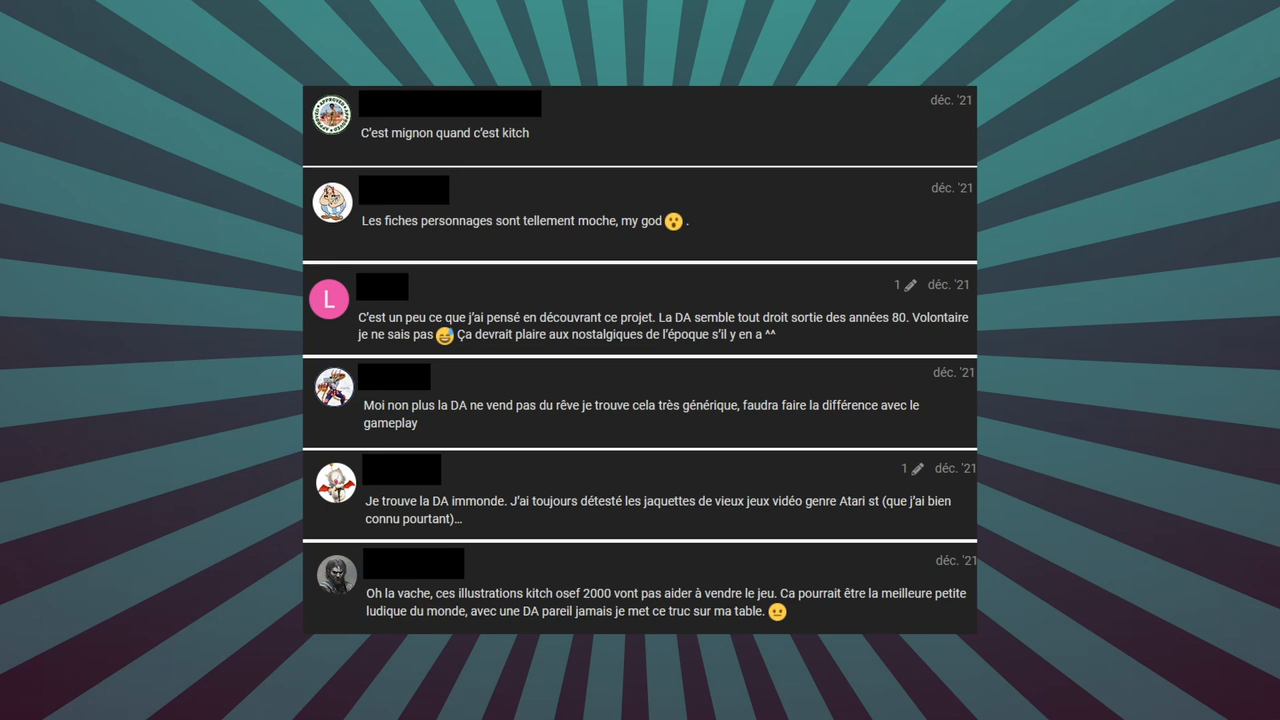 déc. '21
C'est mignon quand c'est kitch
déc. '21
Les fiches personnages sont tellement moche, my god 😮 .
L
1 déc. '21
C'est un peu ce que j'ai pensé en découvrant ce projet. La DA semble tout droit sortie des années 80. Volontaire
je ne sais pas 😅 Ça devrait plaire aux nostalgiques de l'époque s'il y en a ^^
déc. '21
Moi non plus la DA ne vend pas du rêve je trouve cela très générique, faudra faire la différence avec le
gameplay
1 déc. '21
Je trouve la DA immonde. J'ai toujours détesté les jaquettes de vieux jeux vidéo genre Atari st (que j'ai bien
connu pourtant)…
déc. '21
Oh la vache, ces illustrations kitch osef 2000 vont pas aider à vendre le jeu. Ca pourrait être la meilleure petite
ludique du monde, avec une DA pareil jamais je met ce truc sur ma table. 😐